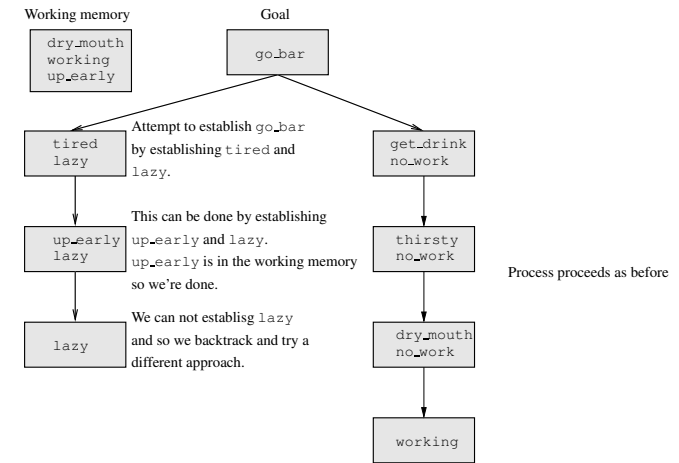 Working memory
Goal
dry_mouth
working
up_early
go_bar
tired
lazy
Attempt to establish go_bar
by establishing tired and
lazy.
get_drink
no_work
up_early
lazy
This can be done by establishing
up_early and lazy.
up_early is in the working memory
so we're done.
thirsty
no_work
Process proceeds as before
lazy
We can not establisg lazy
and so we backtrack and try a
different approach.
dry_mouth
no_work
working